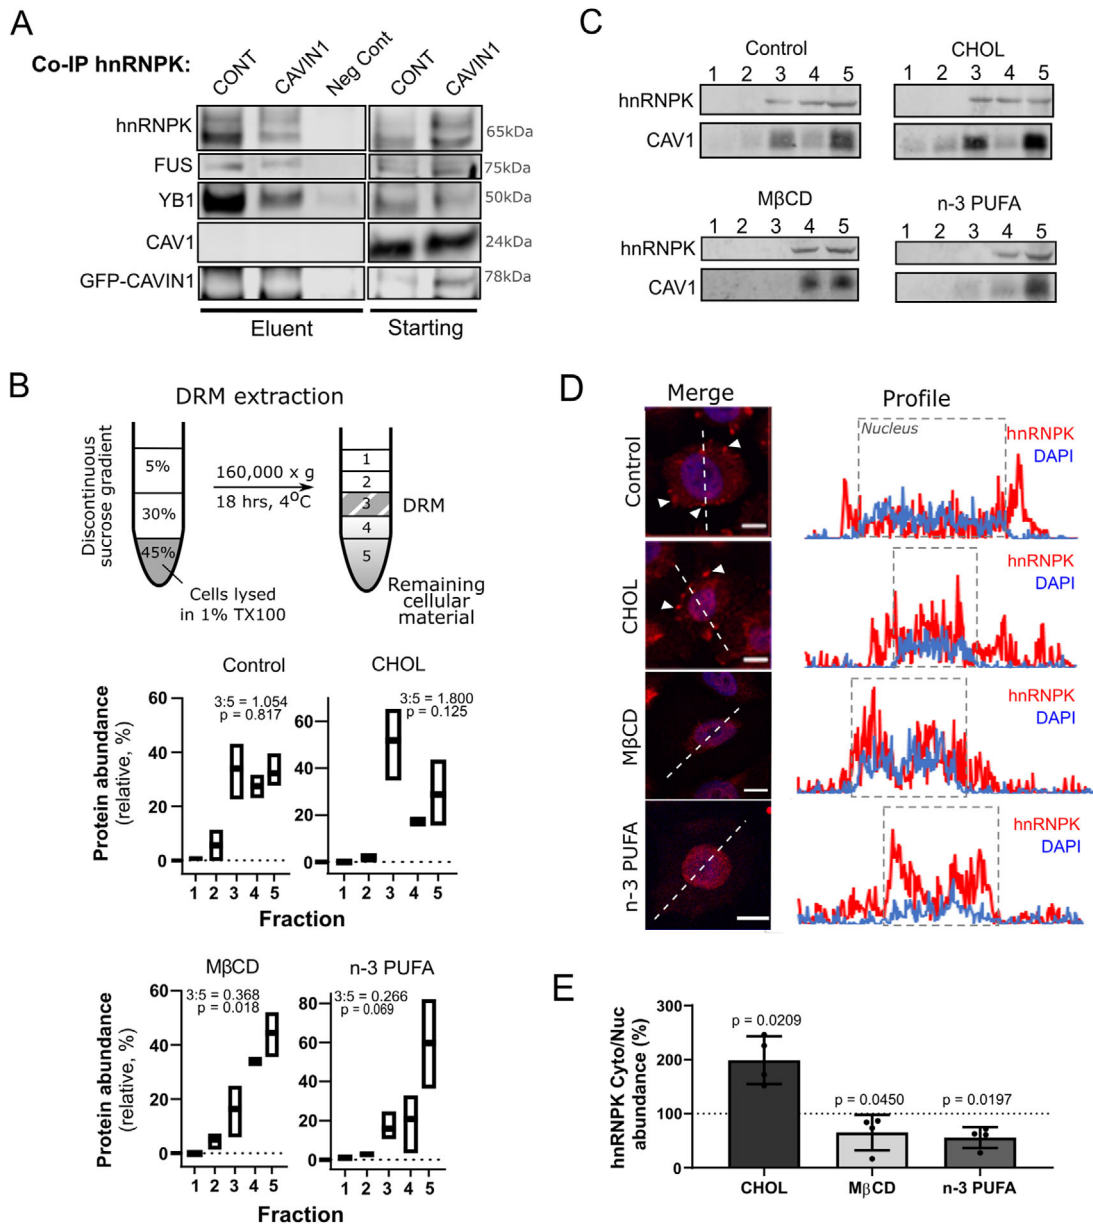 A
Co-IP hnRNPK:
CONT
CAVIN1
Neg Cont
CONT
CAVIN1
hnRNPK
65kDa
FUS
75kDa
YB1
50kDa
CAV1
24kDa
GFP-CAVIN1
78kDa
Eluent
Starting
B
DRM extraction
Discontinuous
sucrose gradient
5%
30%
45%
160,000 x g
18 hrs, 4°C
1
2
3
4
5
DRM
Cells lysed
in 1% TX100
Remaining
cellular
material
Control
3:5 = 1.054
p = 0.817
CHOL
3:5 = 1.800
p = 0.125
Protein abundance
(relative, %)
60
40
20
0
60
40
20
0
1 2 3 4 5
1 2 3 4 5
Fraction
MβCD
3:5 = 0.368
p = 0.018
n-3 PUFA
3:5 = 0.266
p = 0.069
Protein abundance
(relative, %)
60
40
20
0
80
60
40
20
0
1 2 3 4 5
1 2 3 4 5
Fraction
C
Control
1 2 3 4 5
CHOL
1 2 3 4 5
hnRNPK
CAV1
MβCD
1 2 3 4 5
n-3 PUFA
1 2 3 4 5
hnRNPK
CAV1
D
Merge
Profile
Control
Nucleus
hnRNPK
DAPI
CHOL
hnRNPK
DAPI
MβCD
hnRNPK
DAPI
n-3 PUFA
hnRNPK
DAPI
E
hnRNPK Cyto/Nuc
abundance (%)
300
200
100
0
p = 0.0209
p = 0.0450
p = 0.0197
CHOL
MβCD
n-3 PUFA